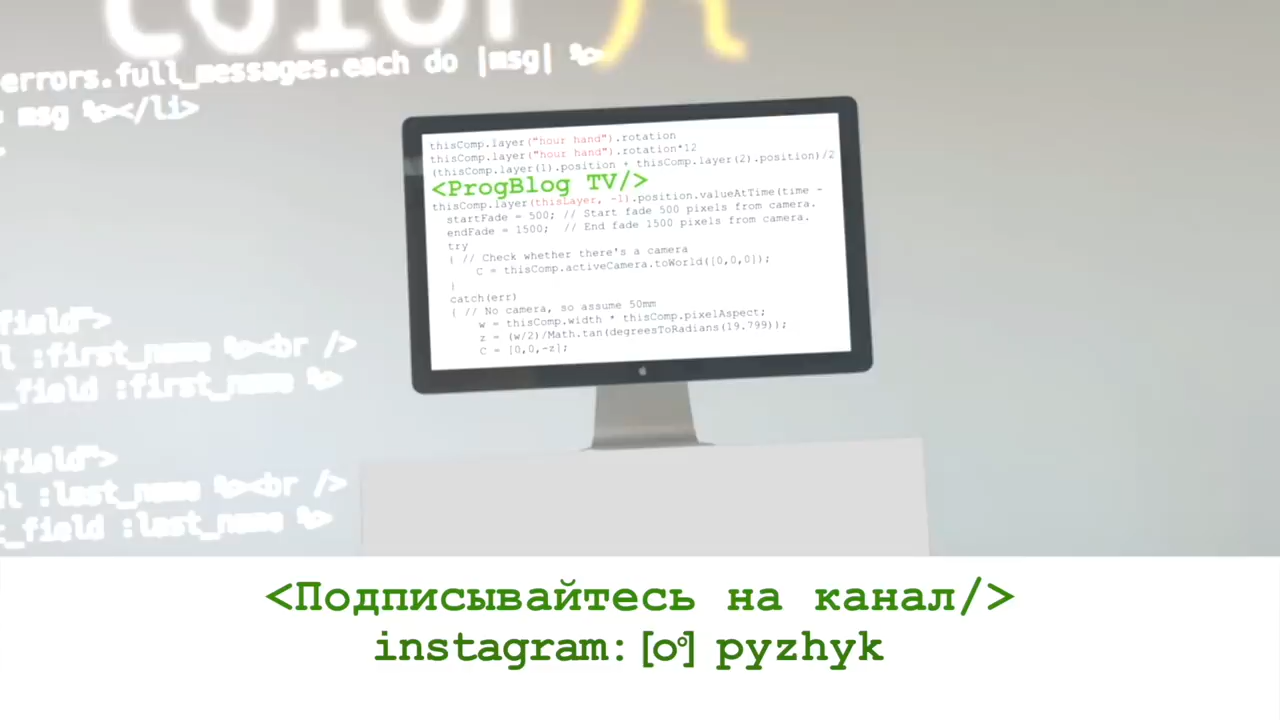 color
errors.full_messages.each do |msg| %>
msg %></li>
thisComp.layer("hour hand").rotation
thisComp.layer("hour hand").rotation*12
(thisComp.layer(1).position + thisComp.layer(2).position)/2
<ProgBlog TV/>
thisComp.layer(thisLayer, -1).position.valueAtTime(time -
startFade = 500; // Start fade 500 pixels from camera.
endFade = 1500; // End fade 1500 pixels from camera.
try
{ // Check whether there's a camera
C = thisComp.activeCamera.toWorld([0,0,0]);
}
catch(err)
{ // No camera, so assume 50mm
w = thisComp.width * thisComp.pixelAspect;
z = (w/2)/Math.tan(degreesToRadians(19.799));
C = [0,0,-z];
field">
l :first_name %><br />
_field :first_name %>
field">
l :last_name %><br />
t_field :last_name %>
<Подписывайтесь на канал/>
instagram:[o°] pyzhyk